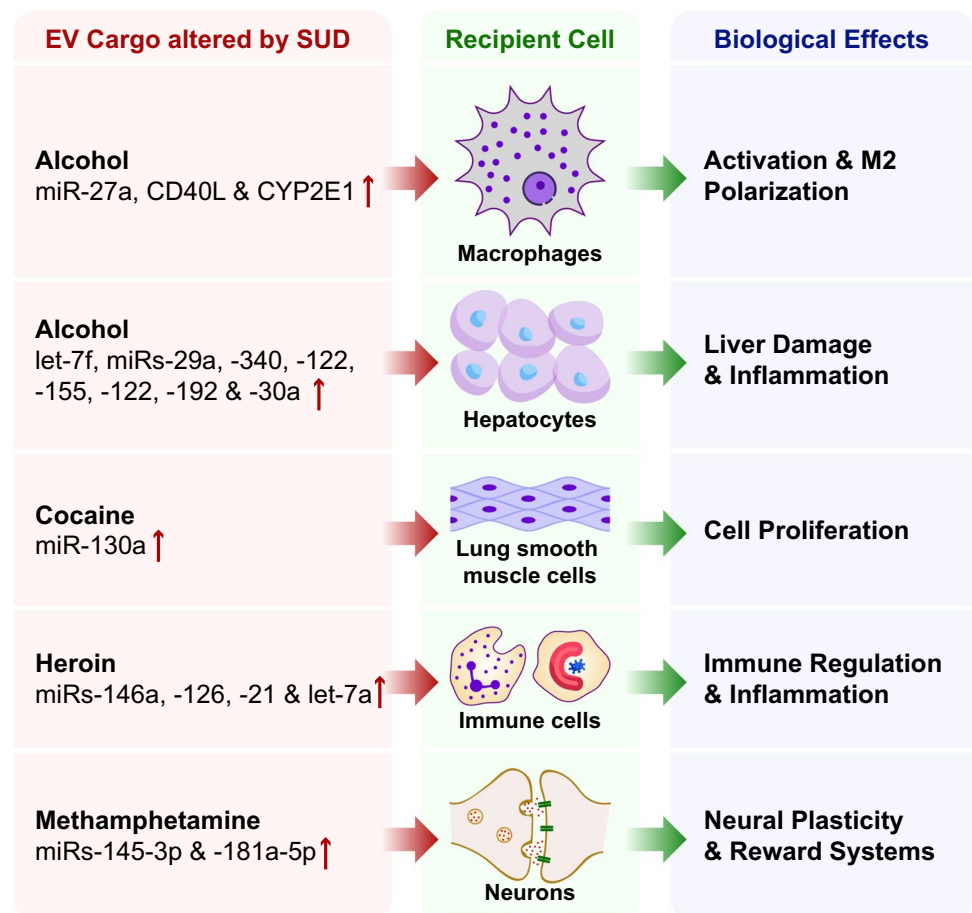 EV Cargo altered by SUD
Recipient Cell
Biological Effects
Alcohol
miR-27a, CD40L & CYP2E1 ↑
Macrophages
Activation & M2
Polarization
Alcohol
let-7f, miRs-29a, -340, -122,
-155, -122, -192 & -30a ↑
Hepatocytes
Liver Damage
& Inflammation
Cocaine
miR-130a ↑
Lung smooth
muscle cells
Cell Proliferation
Heroin
miRs-146a, -126, -21 & let-7a ↑
Immune cells
Immune Regulation
& Inflammation
Methamphetamine
miRs-145-3p & -181a-5p ↑
Neurons
Neural Plasticity
& Reward Systems